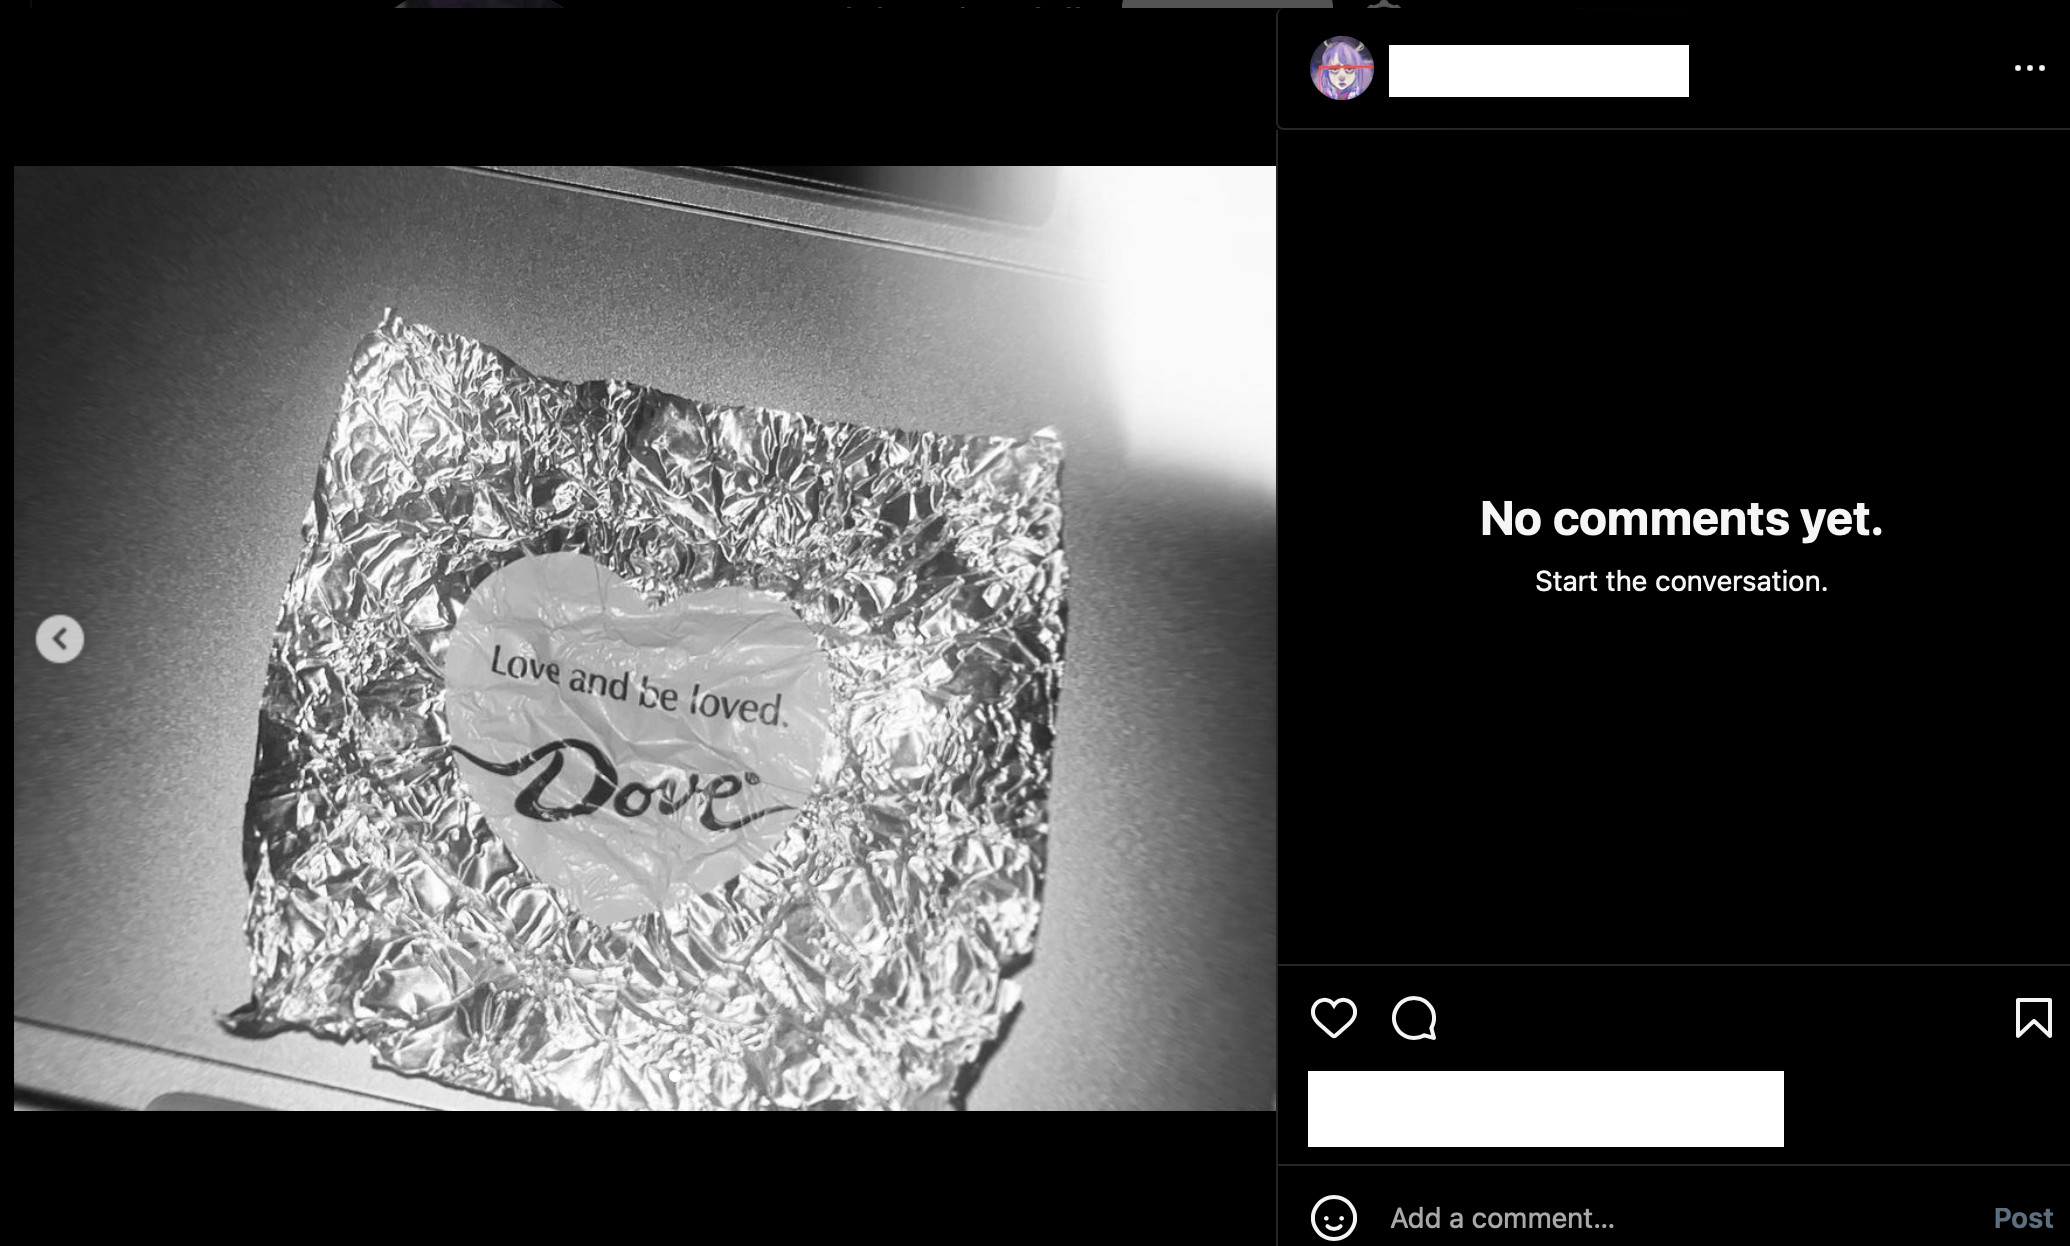 Love and be loved.
Dove®
No comments yet.
Start the conversation.
Add a comment...
Post